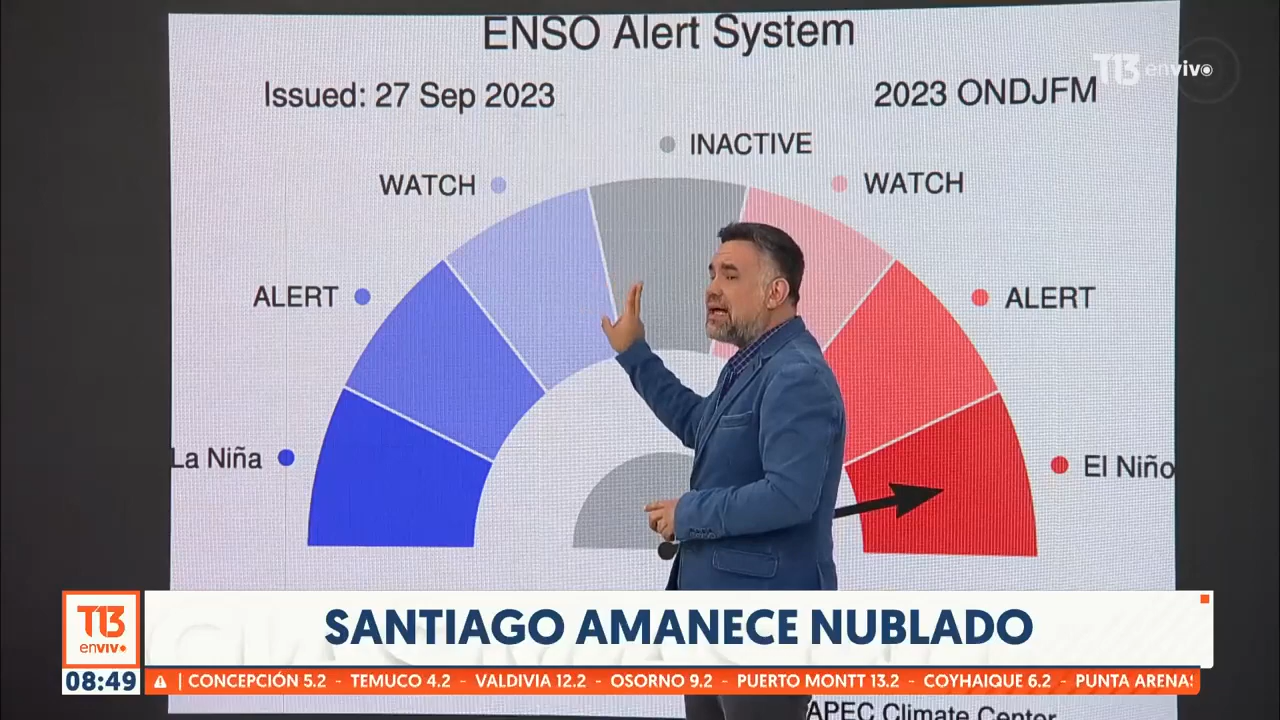 ENSO Alert System
Issued: 27 Sep 2023
2023 ONDJFM
T13 envivo
INACTIVE
WATCH
WATCH
ALERT
ALERT
La Niña
El Niño
T13
envivo
SANTIAGO AMANECE NUBLADO
08:49
| CONCEPCIÓN 5.2 - TEMUCO 4.2 - VALDIVIA 12.2 - OSORNO 9.2 - PUERTO MONTT 13.2 - COYHAIQUE 6.2 - PUNTA ARENAS
APEC Climate Center